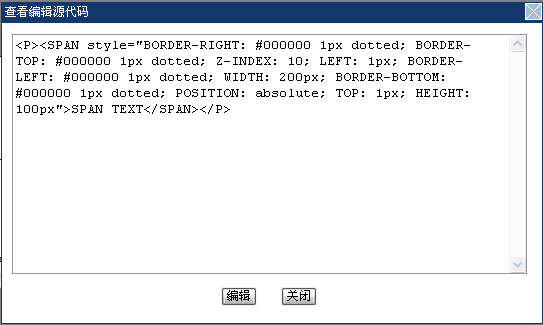 查看编辑源代码
<P><SPAN style="BORDER-RIGHT: #000000 1px dotted; BORDER-
TOP: #000000 1px dotted; Z-INDEX: 10; LEFT: 1px; BORDER-
LEFT: #000000 1px dotted; WIDTH: 200px; BORDER-BOTTOM:
#000000 1px dotted; POSITION: absolute; TOP: 1px; HEIGHT:
100px">SPAN TEXT</SPAN></P>
编辑 关闭